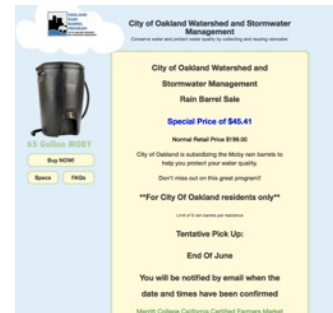 OAKLAND
RAIN
BARREL
PROGRAM
City of Oakland Watershed and Stormwater
Management
Conserve water and protect water quality by collecting and reusing rainwater.
65 Gallon MOBY
Buy NOW!
Specs
FAQs
City of Oakland Watershed and
Stormwater Management
Rain Barrel Sale
Special Price of $45.41
Normal Retail Price $199.00
City of Oakland is subsidizing the Moby rain barrels to
help you protect your water quality.
Don't miss out on this great program!!
**For City Of Oakland residents only**
Limit of 6 rain barrels per residence
Tentative Pick Up:
End Of June
You will be notified by email when the
date and times have been confirmed
Merritt College California Certified Farmers Market